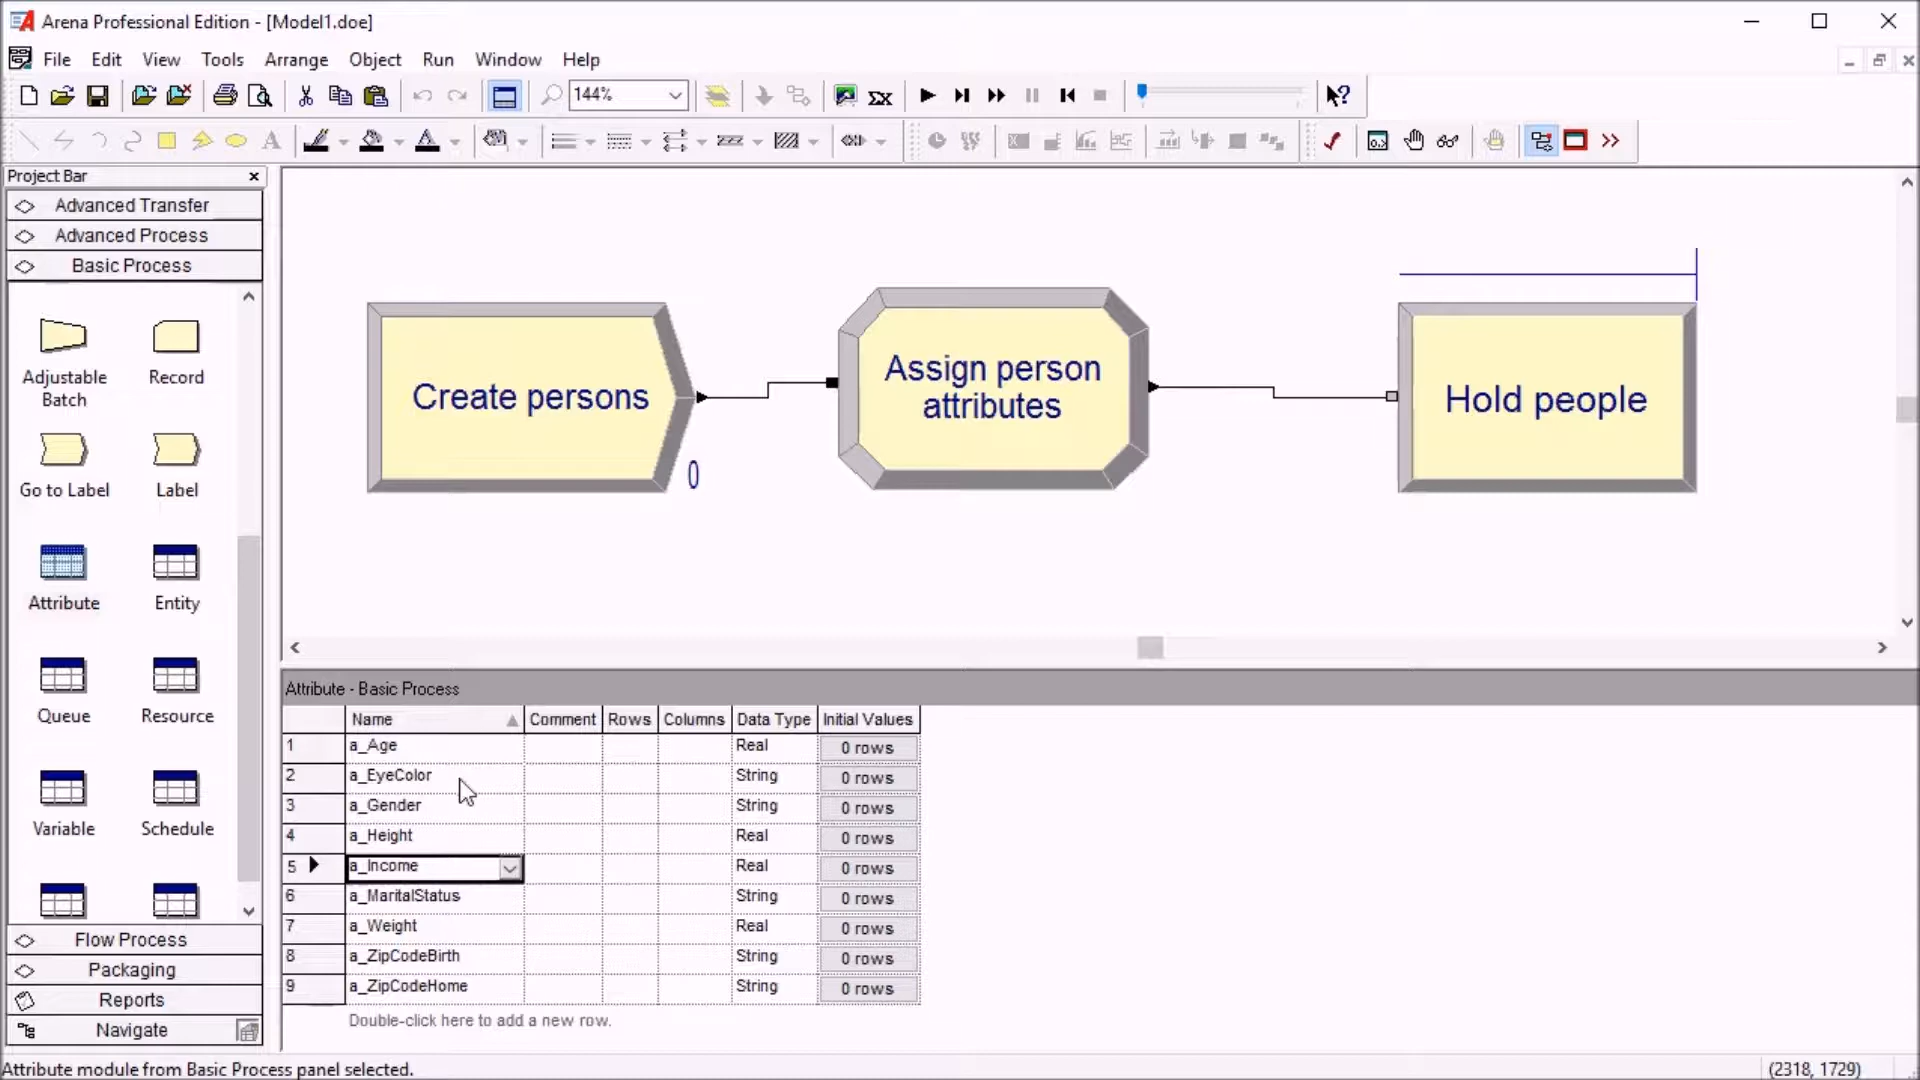 Arena Professional Edition - [Model1.doe]
File Edit View Tools Arrange Object Run Window Help
144%
Project Bar
Advanced Transfer
Advanced Process
Basic Process
Adjustable Batch
Record
Go to Label
Label
Attribute
Entity
Queue
Resource
Variable
Schedule
Flow Process
Packaging
Reports
Navigate
Create persons
0
Assign person
attributes
Hold people
Attribute - Basic Process
Name Comment Rows Columns Data Type Initial Values
1 a_Age Real 0 rows
2 a_EyeColor String 0 rows
3 a_Gender String 0 rows
4 a_Height Real 0 rows
5 a_Income Real 0 rows
6 a_MaritalStatus String 0 rows
7 a_Weight Real 0 rows
8 a_ZipCodeBirth String 0 rows
9 a_ZipCodeHome String 0 rows
Double-click here to add a new row.
Attribute module from Basic Process panel selected.
(2318, 1729)